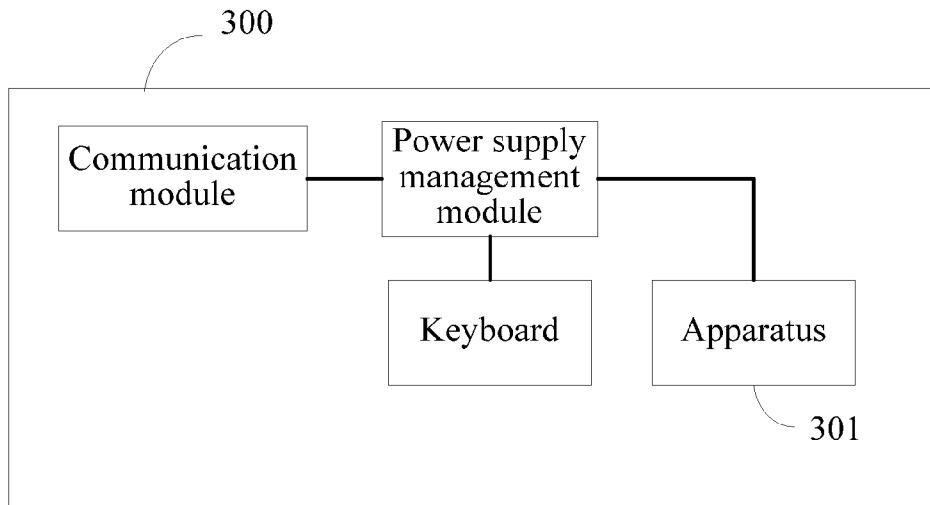 300
Communication
module
Power supply
management
module
Keyboard
Apparatus
301